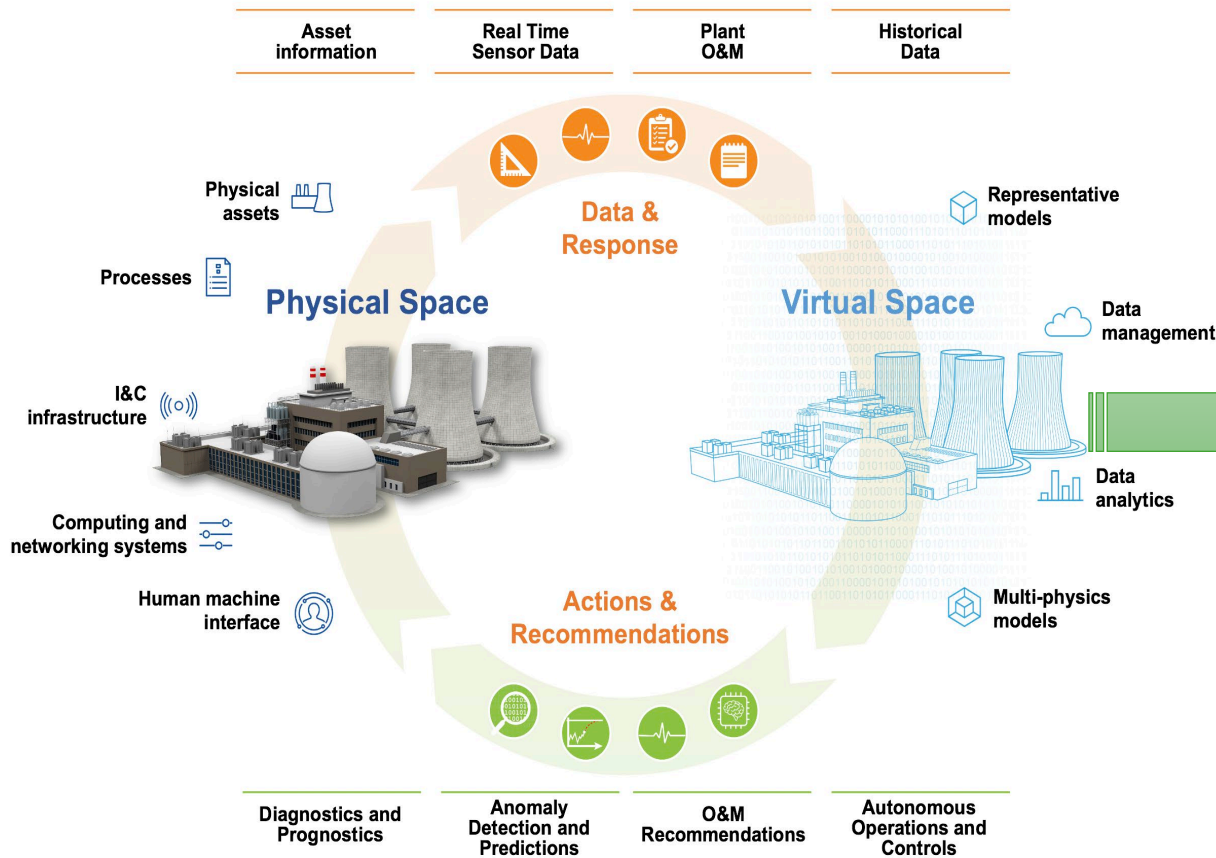 Asset
information
Real Time
Sensor Data
Plant
O&M
Historical
Data
Data &
Response
Physical
assets
Processes
I&C
infrastructure
Computing and
networking systems
Human machine
interface
Physical Space
Virtual Space
Representative
models
Data
management
Data
analytics
Multi-physics
models
Actions &
Recommendations
Diagnostics and
Prognostics
Anomaly
Detection and
Predictions
O&M
Recommendations
Autonomous
Operations and
Controls